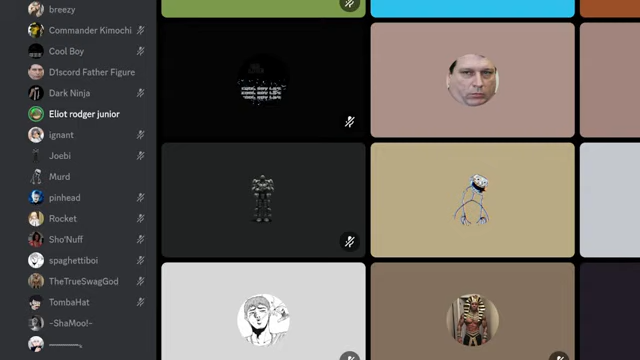 breezy
Commander Kimochi
Cool Boy
D1scord Father Figure
Dark Ninja
Eliot rodger junior
ignant
Joebi
Murd
pinhead
Rocket
Sho'Nuff
spaghettiboi
TheTrueSwagGod
TombaHat
-ShaMoo!-